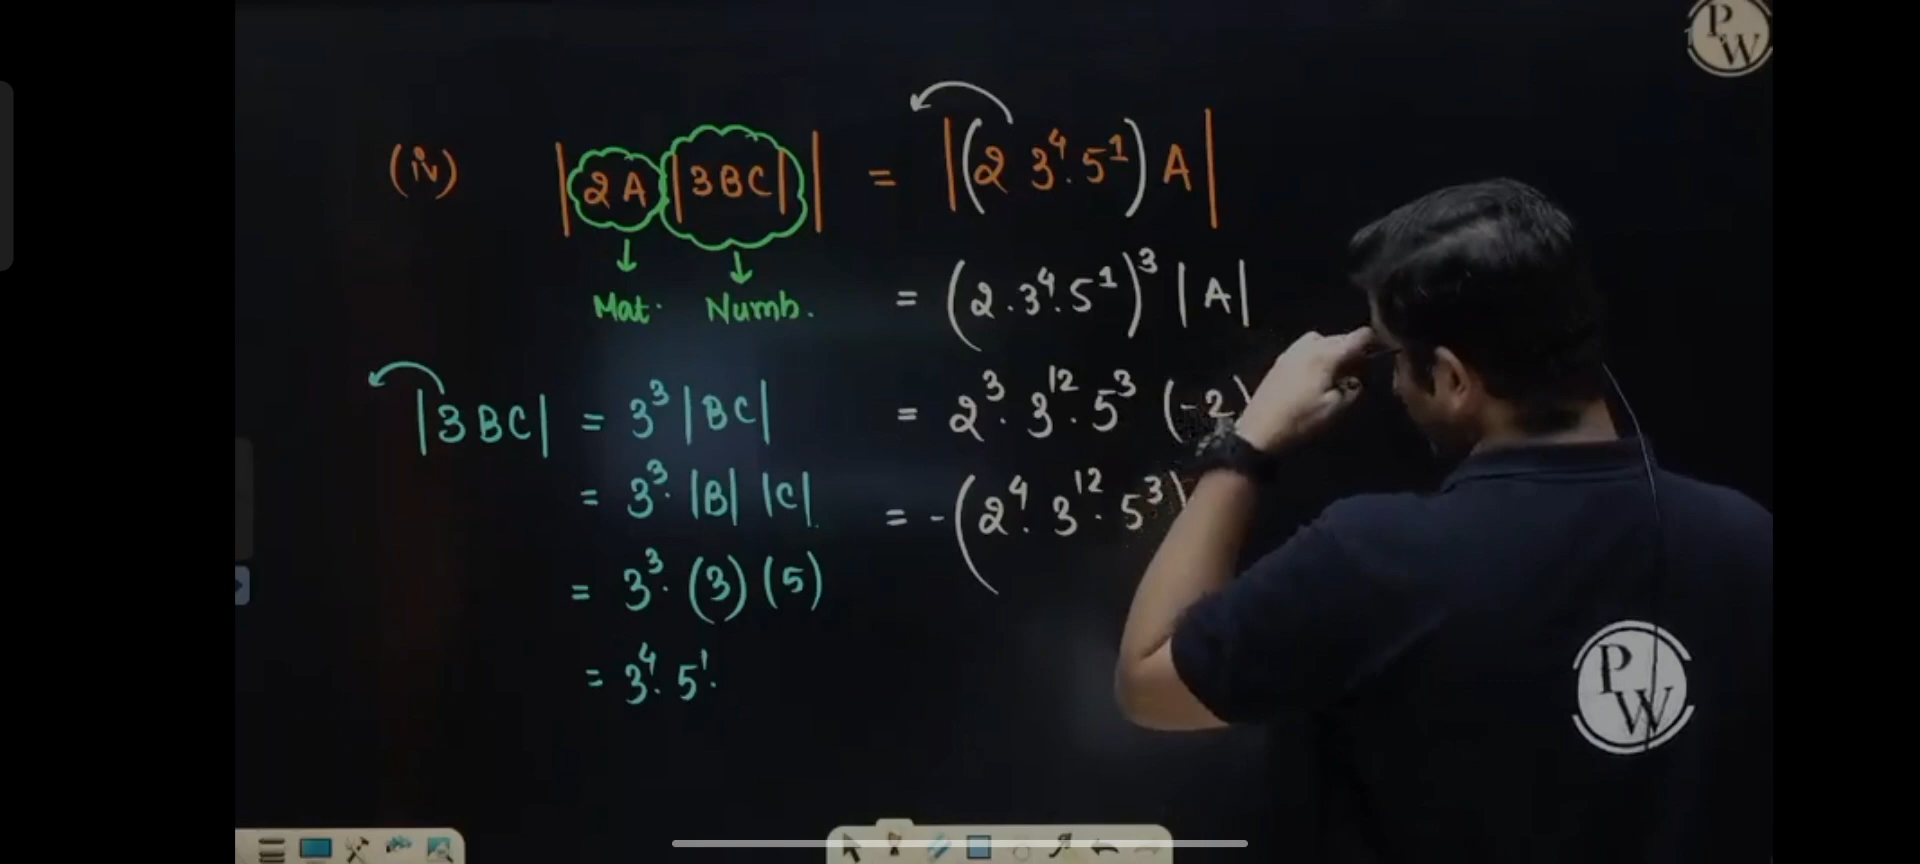 PW
(iv) |2A|3BC|| = |(2 3⁴.5¹)A|
Mat. Numb.
= (2.3⁴.5¹)³ |A|
|3BC| = 3³ |BC|
= 2³.3¹².5³ (-2)
= 3³.|B| |C|
= -(2⁴.3¹².5³)
= 3³.(3)(5)
= 3⁴.5¹.
PW